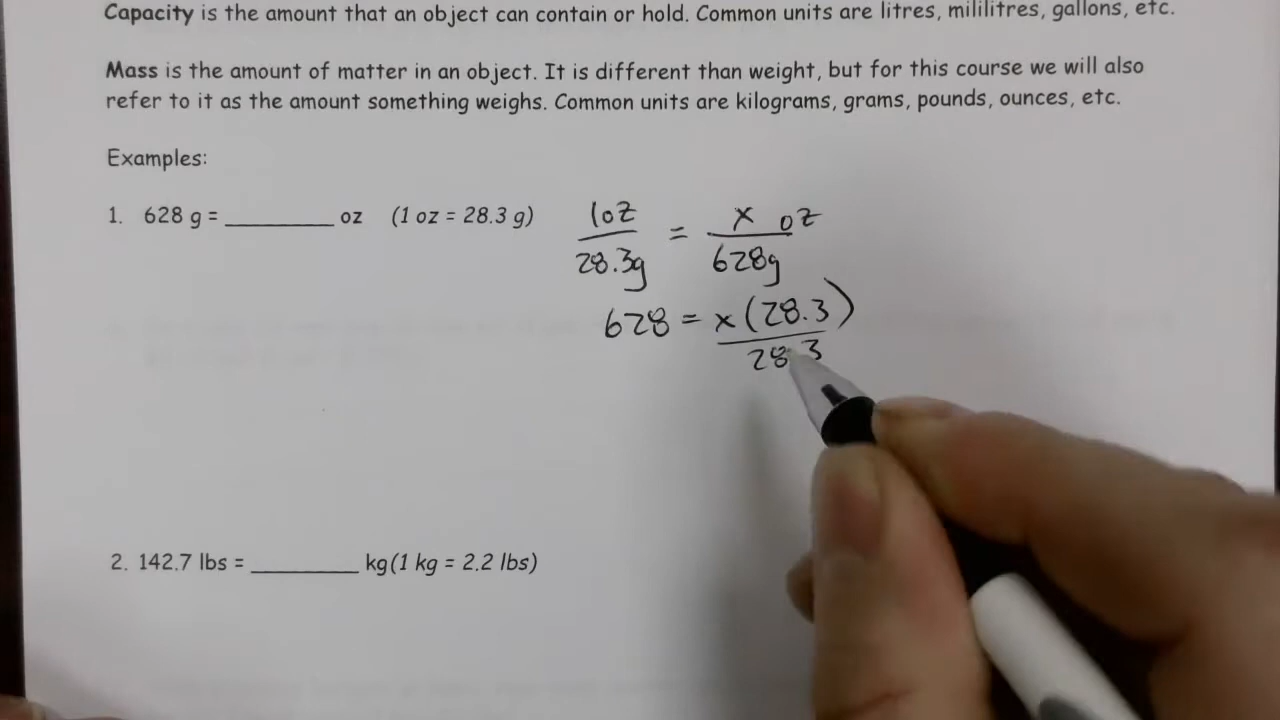 Capacity is the amount that an object can contain or hold. Common units are litres, mililitres, gallons, etc.
Mass is the amount of matter in an object. It is different than weight, but for this course we will also
refer to it as the amount something weighs. Common units are kilograms, grams, pounds, ounces, etc.
Examples:
1. 628 g = _________ oz (1 oz = 28.3 g)
1oz / 28.3g = x oz / 628g
628 = x(28.3)
28.3
2. 142.7 lbs = _________ kg(1 kg = 2.2 lbs)